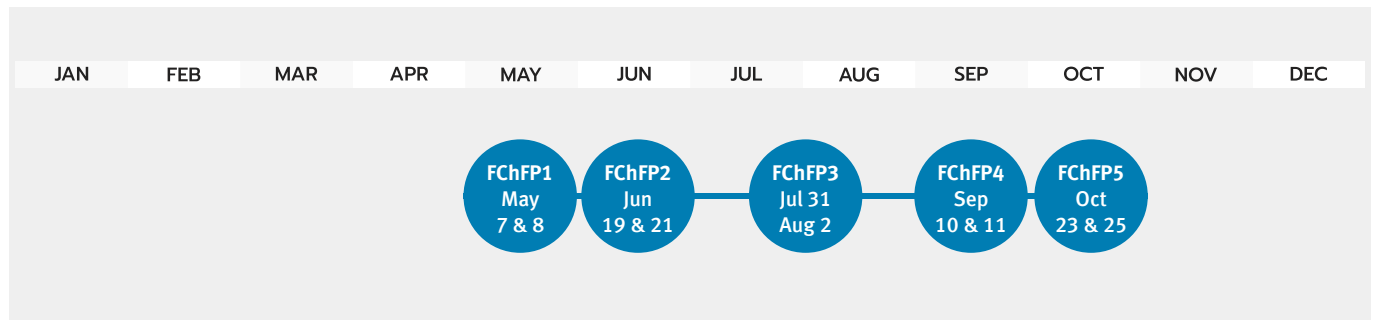 JAN FEB MAR APR MAY JUN JUL AUG SEP OCT NOV DEC
FChFP1
May
7 & 8
FChFP2
Jun
19 & 21
FChFP3
Jul 31
Aug 2
FChFP4
Sep
10 & 11
FChFP5
Oct
23 & 25